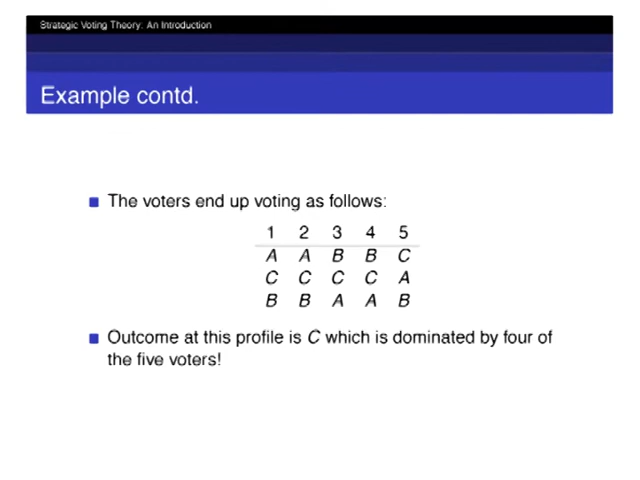 Strategic Voting Theory: An Introduction
Example contd.
The voters end up voting as follows:
1 2 3 4 5
A A B B C
C C C C A
B B A A B
Outcome at this profile is C which is dominated by four of
the five voters!